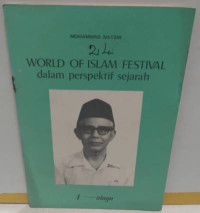 MOHAMMAD NATSIR
WORLD OF ISLAM FESTIVAL
dalam perspektif sejarah